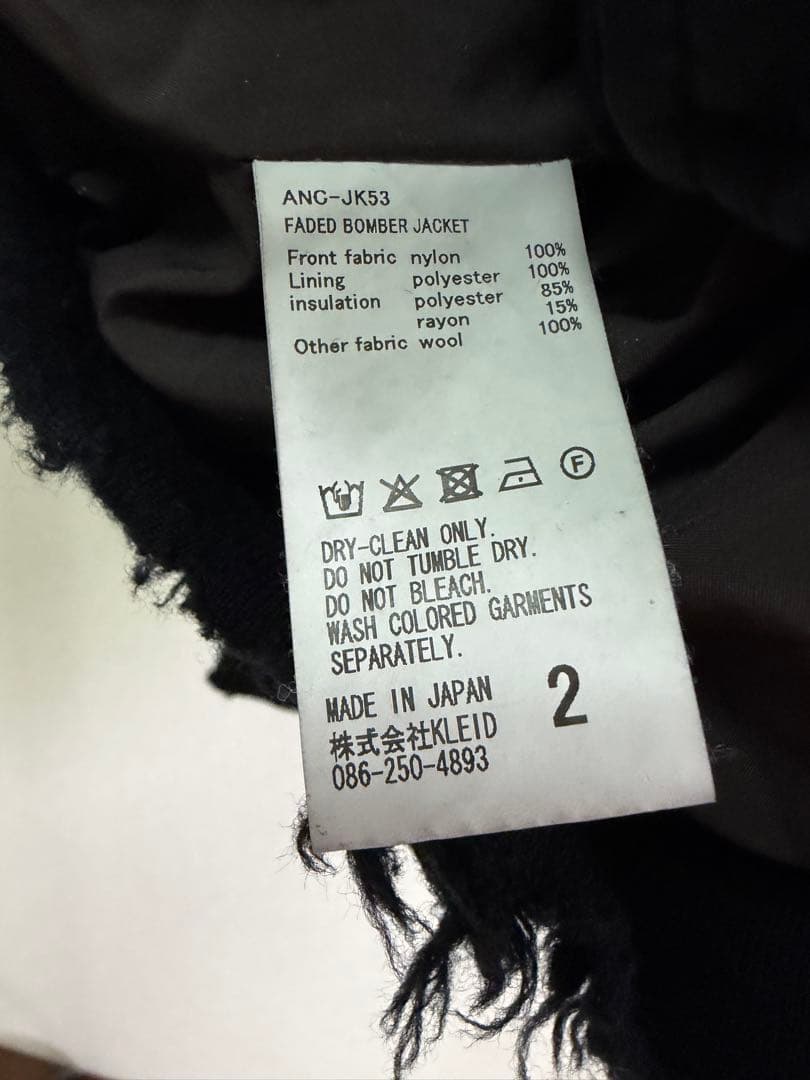 ANC-JK53
FADED BOMBER JACKET
Front fabric nylon 100%
Lining polyester 100%
insulation polyester 85%
rayon 15%
Other fabric wool 100%
F
DRY-CLEAN ONLY.
DO NOT TUMBLE DRY.
DO NOT BLEACH.
WASH COLORED GARMENTS
SEPARATELY.
MADE IN JAPAN
2
株式会社KLEID
086-250-4893